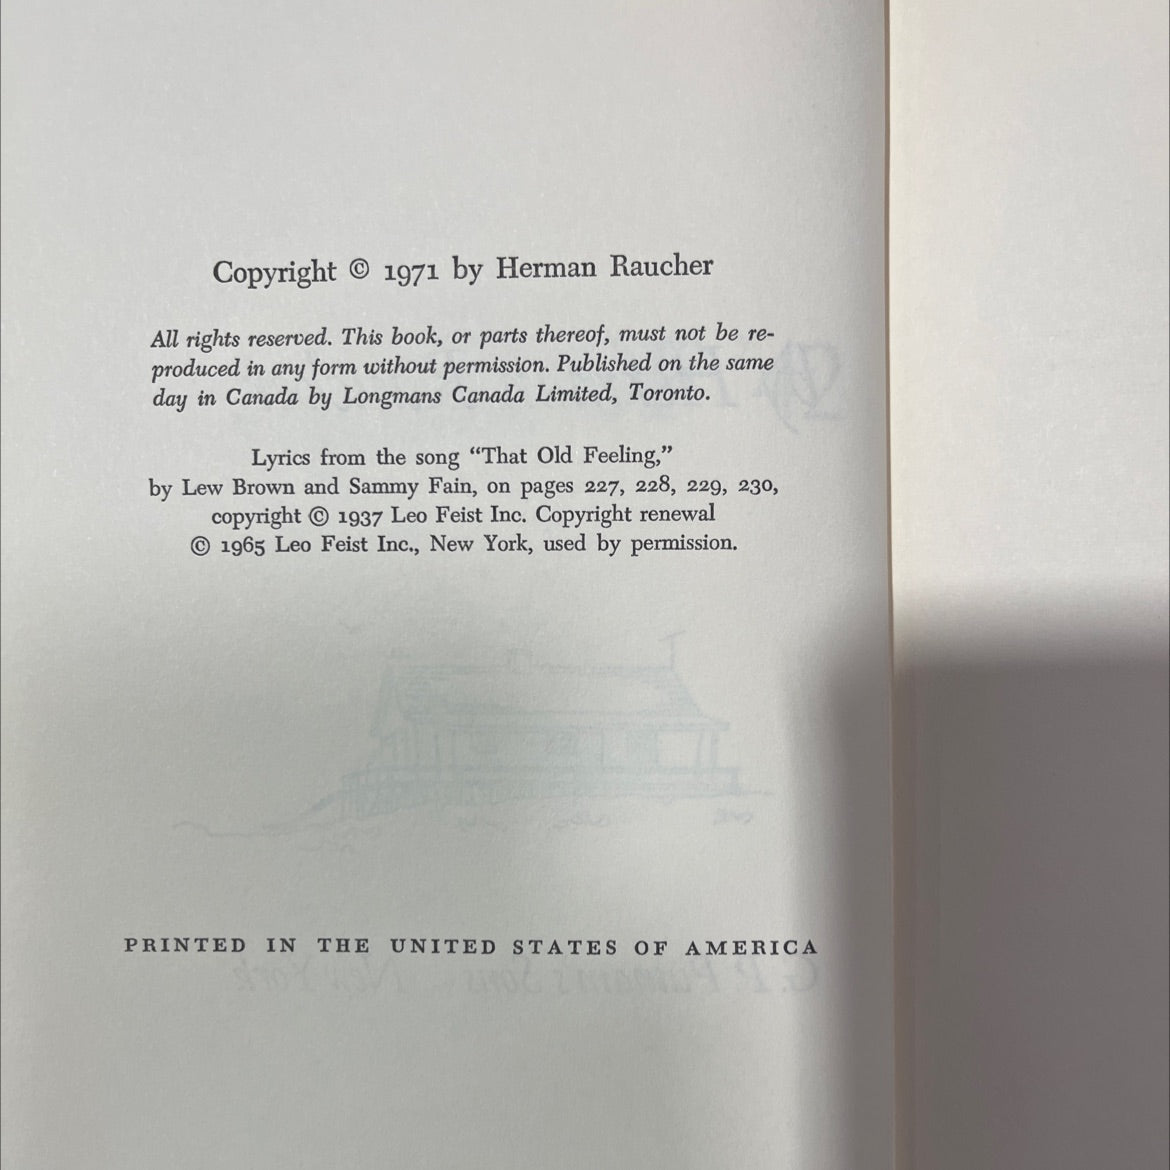 Copyright © 1971 by Herman Raucher
All rights reserved. This book, or parts thereof, must not be re-
produced in any form without permission. Published on the same
day in Canada by Longmans Canada Limited, Toronto.
Lyrics from the song “That Old Feeling,”
by Lew Brown and Sammy Fain, on pages 227, 228, 229, 230,
copyright © 1937 Leo Feist Inc. Copyright renewal
© 1965 Leo Feist Inc., New York, used by permission.
PRINTED IN THE UNITED STATES OF AMERICA
G. P. Putnam's Sons New York